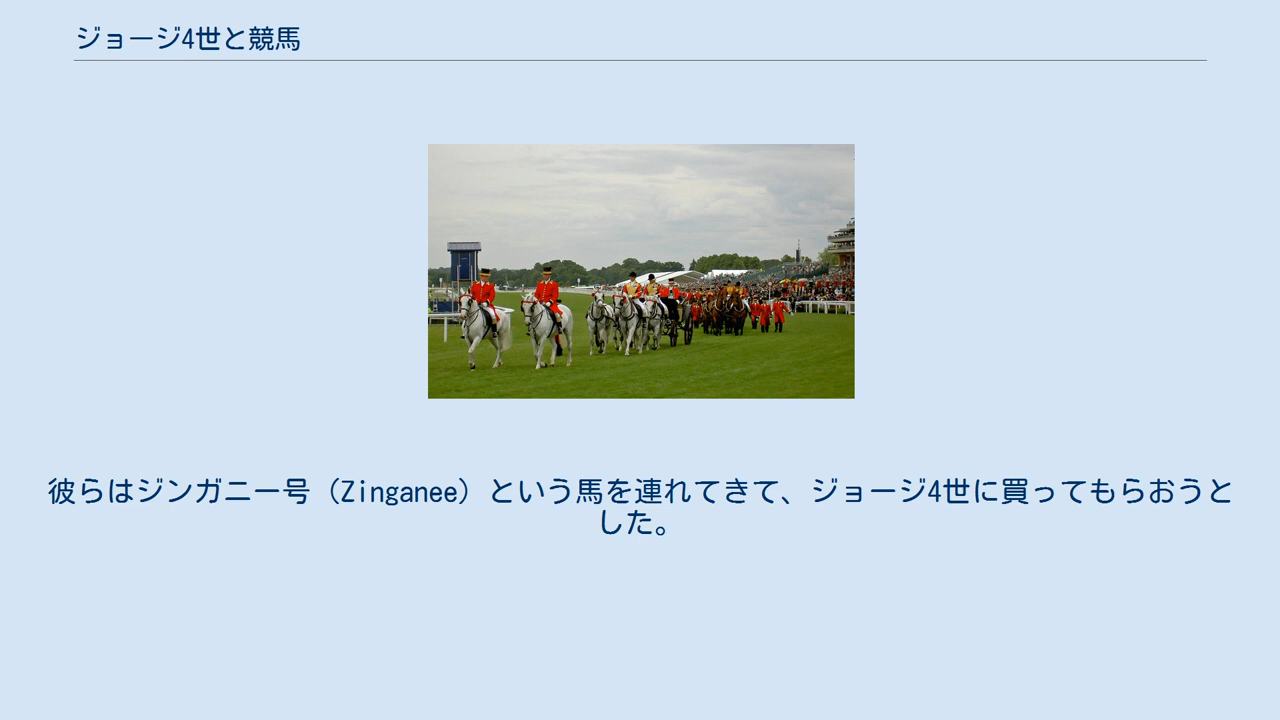 ジョージ4世と競馬
彼らはジンガニー号（Zinganee）という馬を連れてきて、ジョージ4世に買ってもらおうと
した。